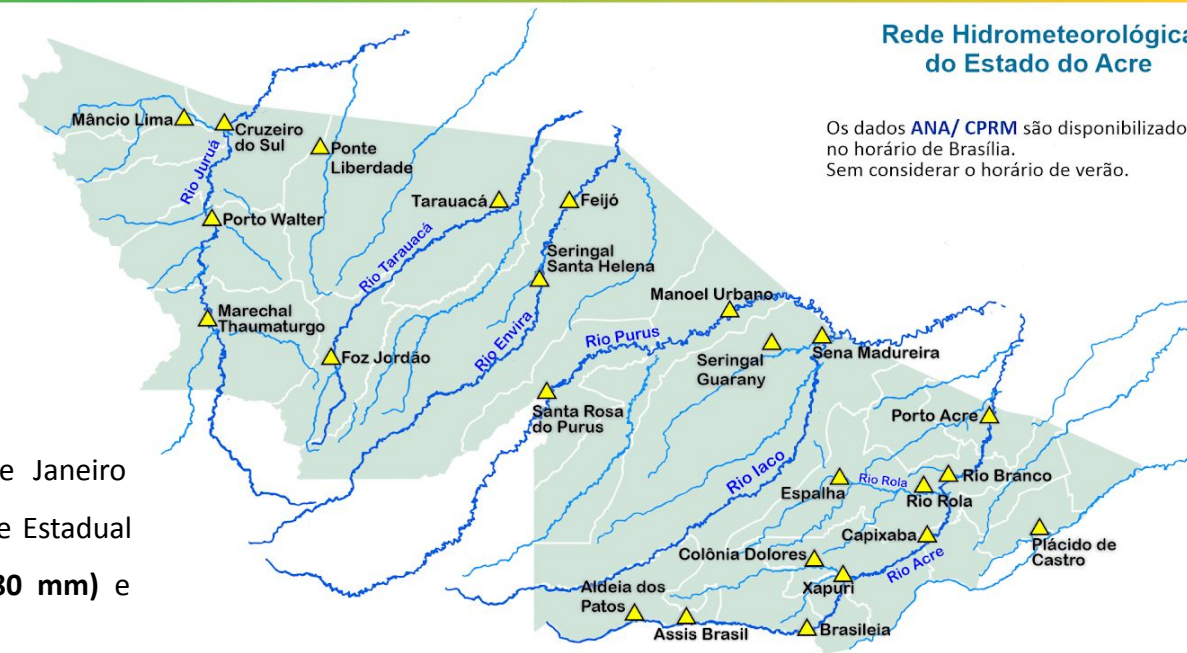 Rede Hidrometeorológica
do Estado do Acre
Os dados ANA/ CPRM são disponibilizado
no horário de Brasília.
Sem considerar o horário de verão.
Mâncio Lima
Cruzeiro
do Sul
Ponte
Liberdade
Rio Juruá
Porto Walter
Tarauacá
Feijó
Rio Tarauacá
Seringal
Santa Helena
Marechal
Thaumaturgo
Foz Jordão
Rio Envira
Manoel Urbano
Rio Purus
Seringal
Guarany
Sena Madureira
Santa Rosa
do Purus
Porto Acre
Rio Iaco
Espalha
Rio Rola
Rio Branco
Rio Rola
Capixaba
Plácido de
Castro
Colônia Dolores
Rio Acre
Xapuri
Aldeia dos
Patos
Assis Brasil
Brasileia
e Janeiro
e Estadual
30 mm) e